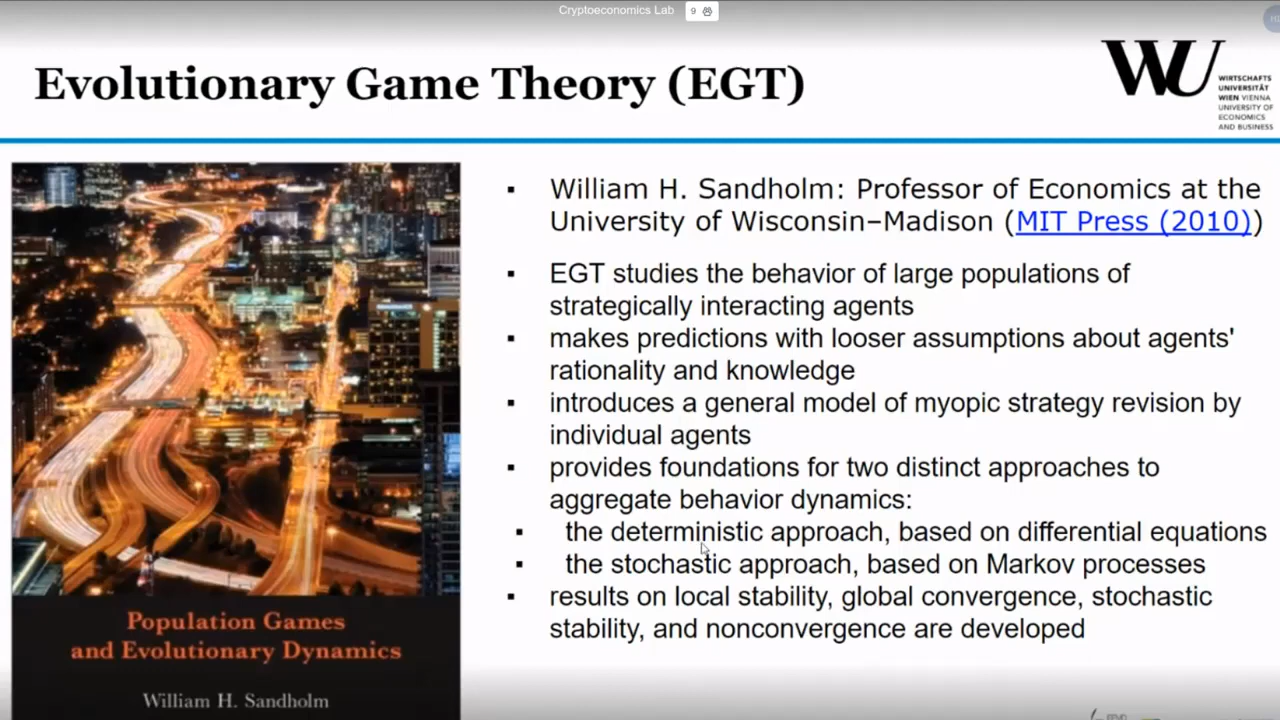 Cryptoeconomics Lab 9
Evolutionary Game Theory (EGT)
WU
WIRTSCHAFTS
UNIVERSITÄT
WIEN VIENNA
UNIVERSITY OF
ECONOMICS
AND BUSINESS
▪ William H. Sandholm: Professor of Economics at the
University of Wisconsin–Madison (MIT Press (2010))
▪ EGT studies the behavior of large populations of
strategically interacting agents
▪ makes predictions with looser assumptions about agents'
rationality and knowledge
▪ introduces a general model of myopic strategy revision by
individual agents
▪ provides foundations for two distinct approaches to
aggregate behavior dynamics:
▪ the deterministic approach, based on differential equations
▪ the stochastic approach, based on Markov processes
▪ results on local stability, global convergence, stochastic
stability, and nonconvergence are developed
Population Games
and Evolutionary Dynamics
William H. Sandholm